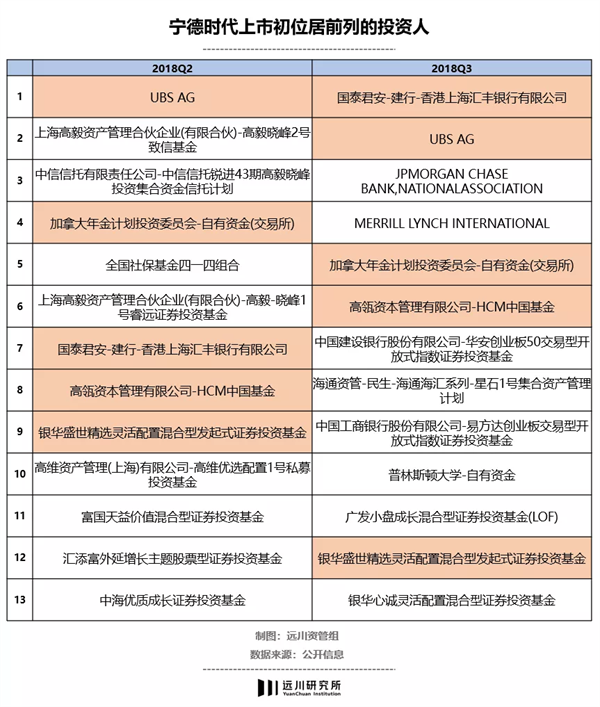 宁德时代上市初位居前列的投资人
2018Q2 2018Q3
1 UBS AG 国泰君安-建行-香港上海汇丰银行有限公司
2 上海高毅资产管理合伙企业(有限合伙)-高毅晓峰2号
致信基金 UBS AG
3 中信信托有限责任公司-中信信托锐进43期高毅晓峰
投资集合资金信托计划 JPMORGAN CHASE
BANK,NATIONALASSOCIATION
4 加拿大年金计划投资委员会-自有资金(交易所) MERRILL LYNCH INTERNATIONAL
5 全国社保基金四一四组合 加拿大年金计划投资委员会-自有资金(交易所)
6 上海高毅资产管理合伙企业(有限合伙)-高毅-晓峰1
号睿远证券投资基金 高瓴资本管理有限公司-HCM中国基金
7 国泰君安-建行-香港上海汇丰银行有限公司 中国建设银行股份有限公司-华安创业板50交易型开
放式指数证券投资基金
8 高瓴资本管理有限公司-HCM中国基金 海通资管-民生-海通海汇系列-星石1号集合资产管理
计划
9 银华盛世精选灵活配置混合型发起式证券投资基金 中国工商银行股份有限公司-易方达创业板交易型开
放式指数证券投资基金
10 高维资产管理(上海)有限公司-高维优选配置1号私募
投资基金 普林斯顿大学-自有资金
11 富国天益价值混合型证券投资基金 广发小盘成长混合型证券投资基金(LOF)
12 汇添富外延增长主题股票型证券投资基金 银华盛世精选灵活配置混合型发起式证券投资基金
13 中海优质成长证券投资基金 银华心诚灵活配置混合型证券投资基金
制图：远川资管组
数据来源：公开信息
远川研究所
YuanChuan Institution